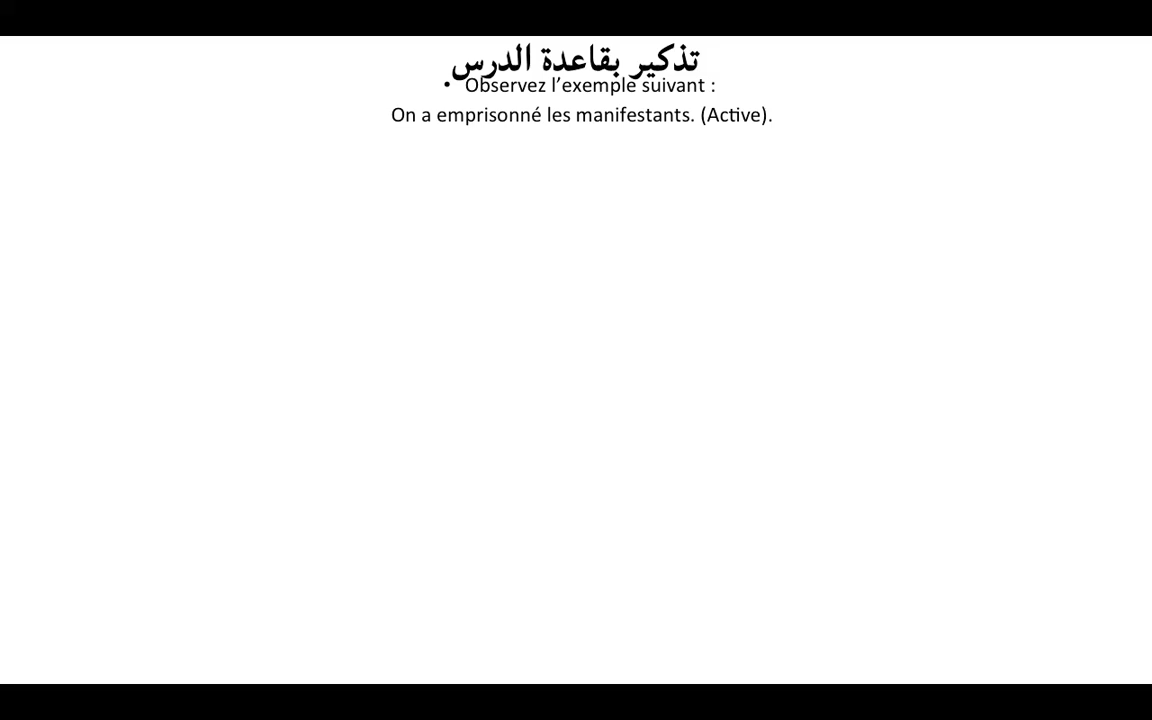 تذكير بقاعدة الدرس
• Observez l’exemple suivant :
On a emprisonné les manifestants. (Active).